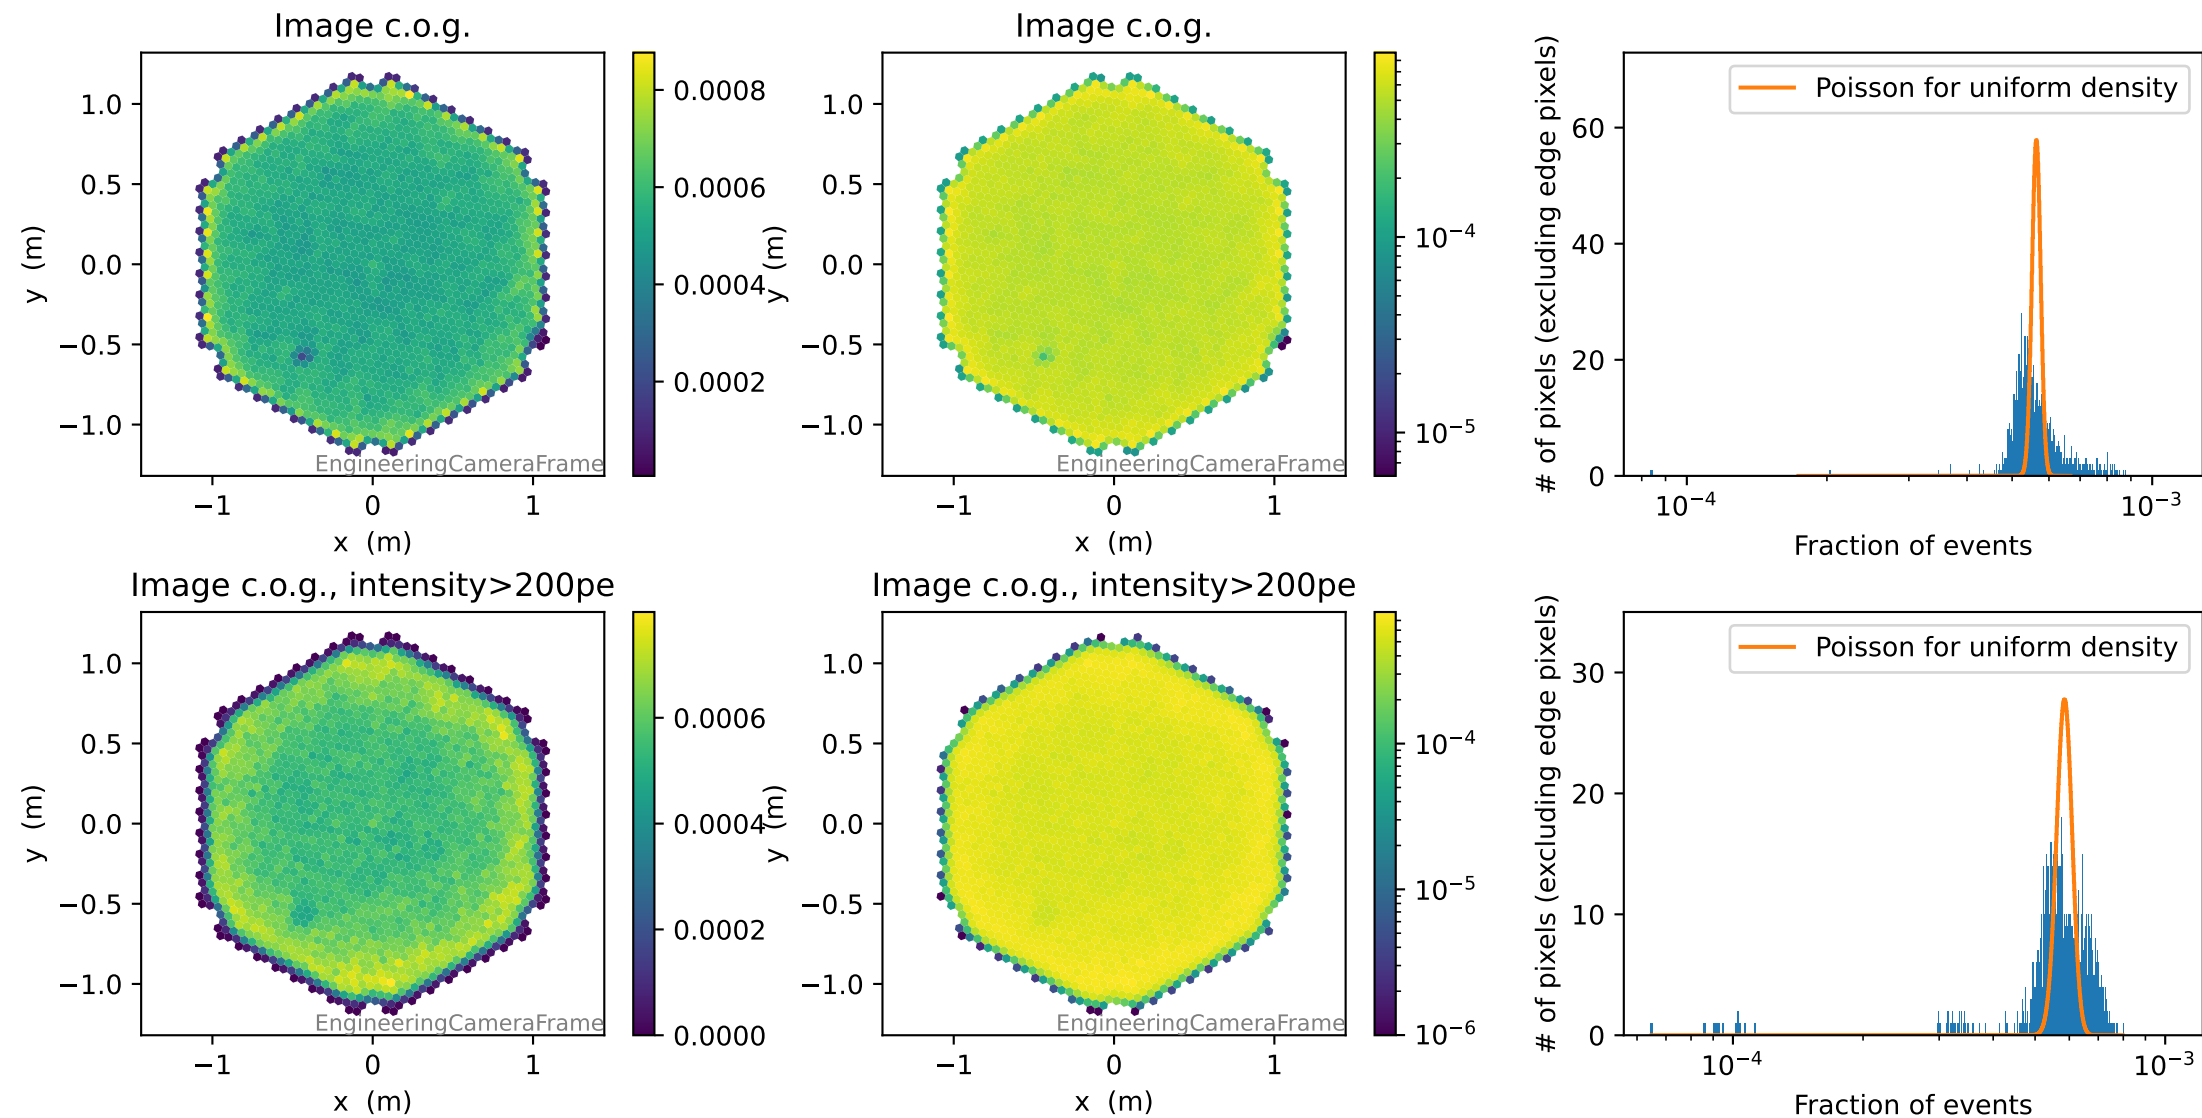 Image c.o.g.
1.0
0.5
0.0
−0.5
−1.0
y (m)
−1
0
1
x (m)
EngineeringCameraFrame
0.0008
0.0006
0.0004
0.0002
Image c.o.g.
1.0
0.5
0.0
−0.5
−1.0
y (m)
−1
0
1
x (m)
EngineeringCameraFrame
10⁻⁴
10⁻⁵
Poisson for uniform density
60
40
20
0
# of pixels (excluding edge pixels)
10⁻⁴
10⁻³
Fraction of events
Image c.o.g., intensity>200pe
1.0
0.5
0.0
−0.5
−1.0
y (m)
−1
0
1
x (m)
EngineeringCameraFrame
0.0006
0.0004
0.0002
0.0000
Image c.o.g., intensity>200pe
1.0
0.5
0.0
−0.5
−1.0
y (m)
−1
0
1
x (m)
EngineeringCameraFrame
10⁻⁴
10⁻⁵
10⁻⁶
Poisson for uniform density
30
20
10
0
# of pixels (excluding edge pixels)
10⁻⁴
10⁻³
Fraction of events